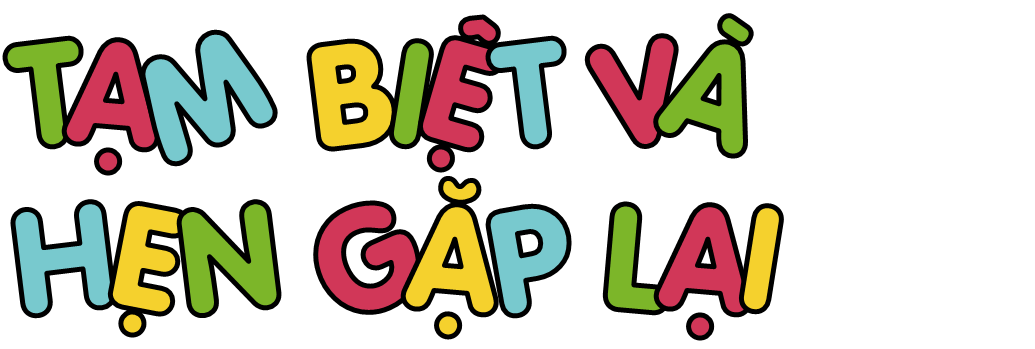 TẠM BIỆT VÀ
HẸN GẶP LẠI